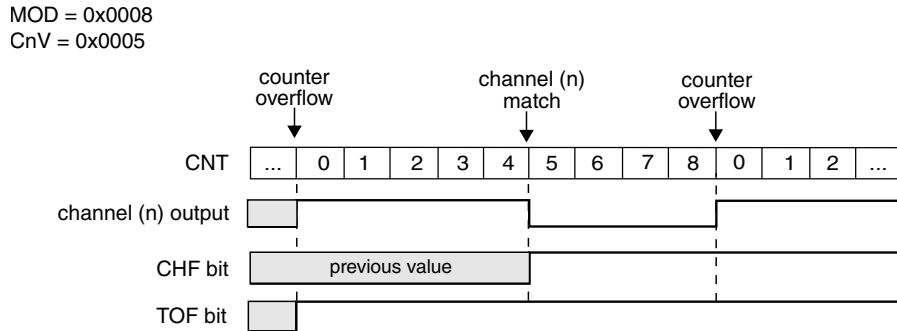 MOD = 0x0008
CnV = 0x0005
counter
overflow
channel (n)
match
counter
overflow
CNT ... 0 1 2 3 4 5 6 7 8 0 1 2 ...
channel (n) output
CHF bit previous value
TOF bit